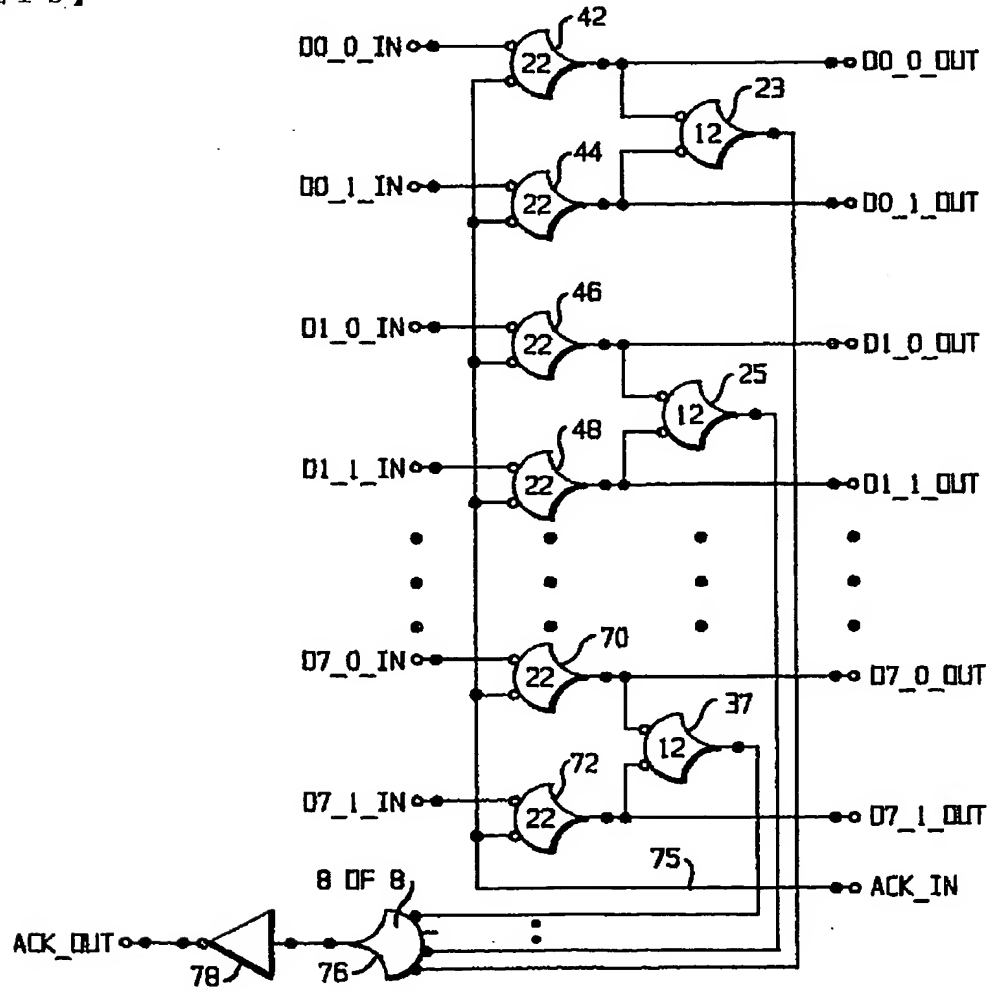 42
D0_0_IN 22 D0_0_OUT
23
12
44
D0_1_IN 22 D0_1_OUT
46
D1_0_IN 22 D1_0_OUT
25
12
48
D1_1_IN 22 D1_1_OUT
70
D7_0_IN 22 D7_0_OUT
37
12
72
D7_1_IN 22 D7_1_OUT
75
8 OF 8 ACK_IN
ACK_OUT
78 76